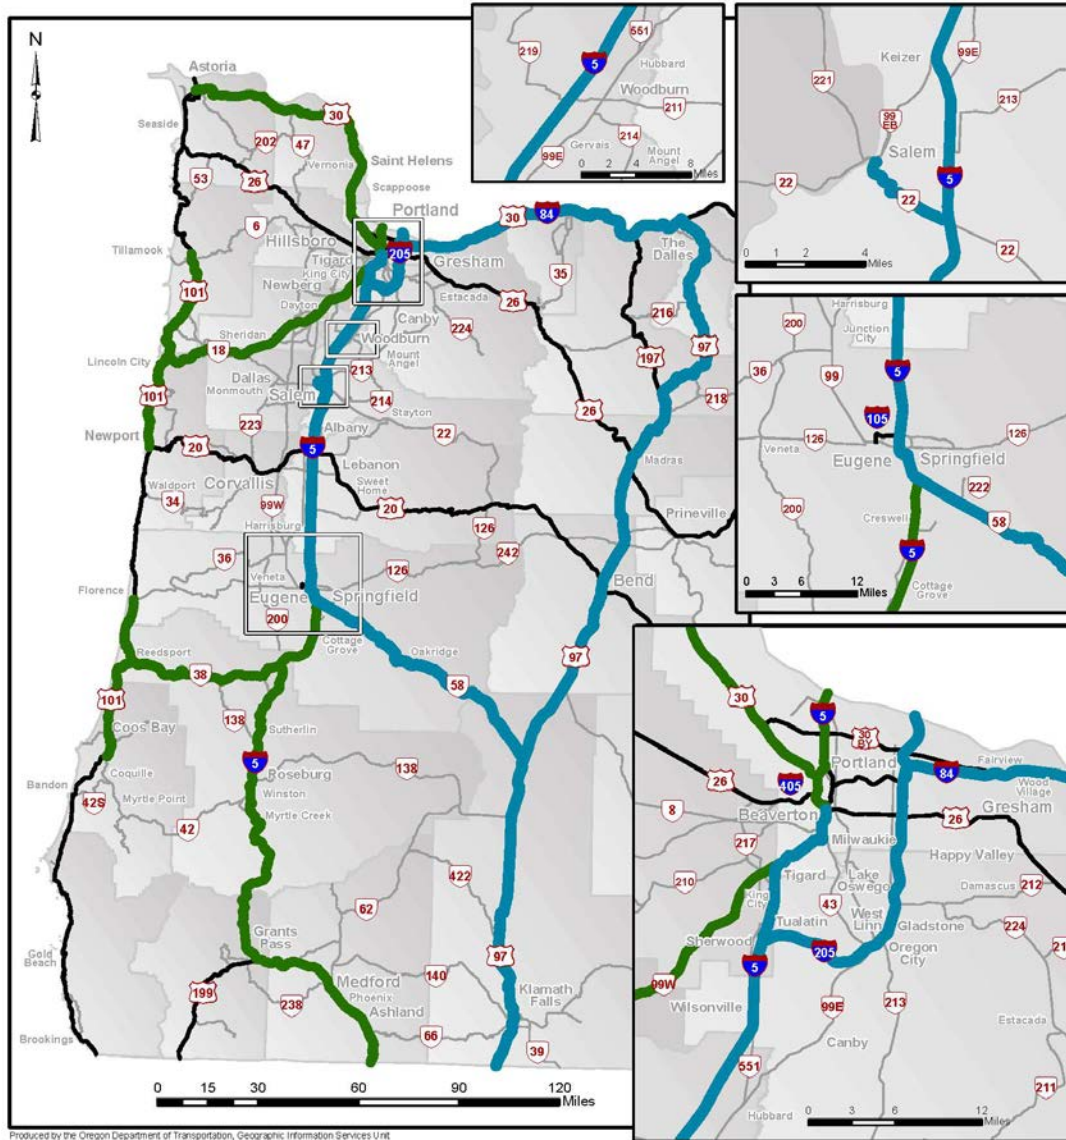 N
Astoria
Seaside
30
202
47
Vernonia
Saint Helens
Scappoose
53
26
Portland
6
Hillsboro
Tillamook
Tigard
King City
205
Gresham
30
84
The Dalles
35
Newberg
Dayton
Estacada
26
101
Canby
224
216
97
Sheridan
Woodburn
Mount Angel
197
Lincoln City
18
213
Dallas
Monmouth
Salem
214
218
101
223
Stayton
26
Newport
Albany
22
20
5
Lebanon
Madras
Waldport
Corvallis
Sweet Home
34
99W
20
Prineville
Harrisburg
126
36
242
Veneta
126
Florence
Eugene
Springfield
Bend
200
Cottage Grove
Reedsport
Oakridge
97
38
58
101
138
Coos Bay
Sutherlin
5
Roseburg
138
Bandon
Coquille
Winston
42S
Myrtle Point
Myrtle Creek
42
422
62
Grants Pass
Gold Beach
97
Medford
140
Phoenix
Klamath Falls
199
238
Ashland
66
39
Brookings
0 30 60 90 120
Miles
Produced by the Oregon Department of Transportation, Geographic Information Services Unit
551
219
5
Hubbard
Woodburn
211
214
Gervais
Mount Angel
99E
0 2 4 8
Miles
Keizer
99E
221
213
99 EB
Salem
5
22
22
22
0 2 4
Miles
Harrisburg
200
Junction City
36
99
5
105
126
126
Veneta
Eugene
Springfield
222
200
Creswell
58
5
0 3 6 12
Miles
Cottage Grove
30
5
30 BY
Portland
Fairview
26
405
84
Wood Village
8
Beaverton
Gresham
26
217
Milwaukie
Happy Valley
210
Tigard
Lake Oswego
Damascus
212
King City
43
West Linn
Gladstone
224
Tualatin
Sherwood
205
Oregon City
5
99W
Wilsonville
99E
213
Estacada
Canby
551
211
Hubbard
0 3 6 12
Miles